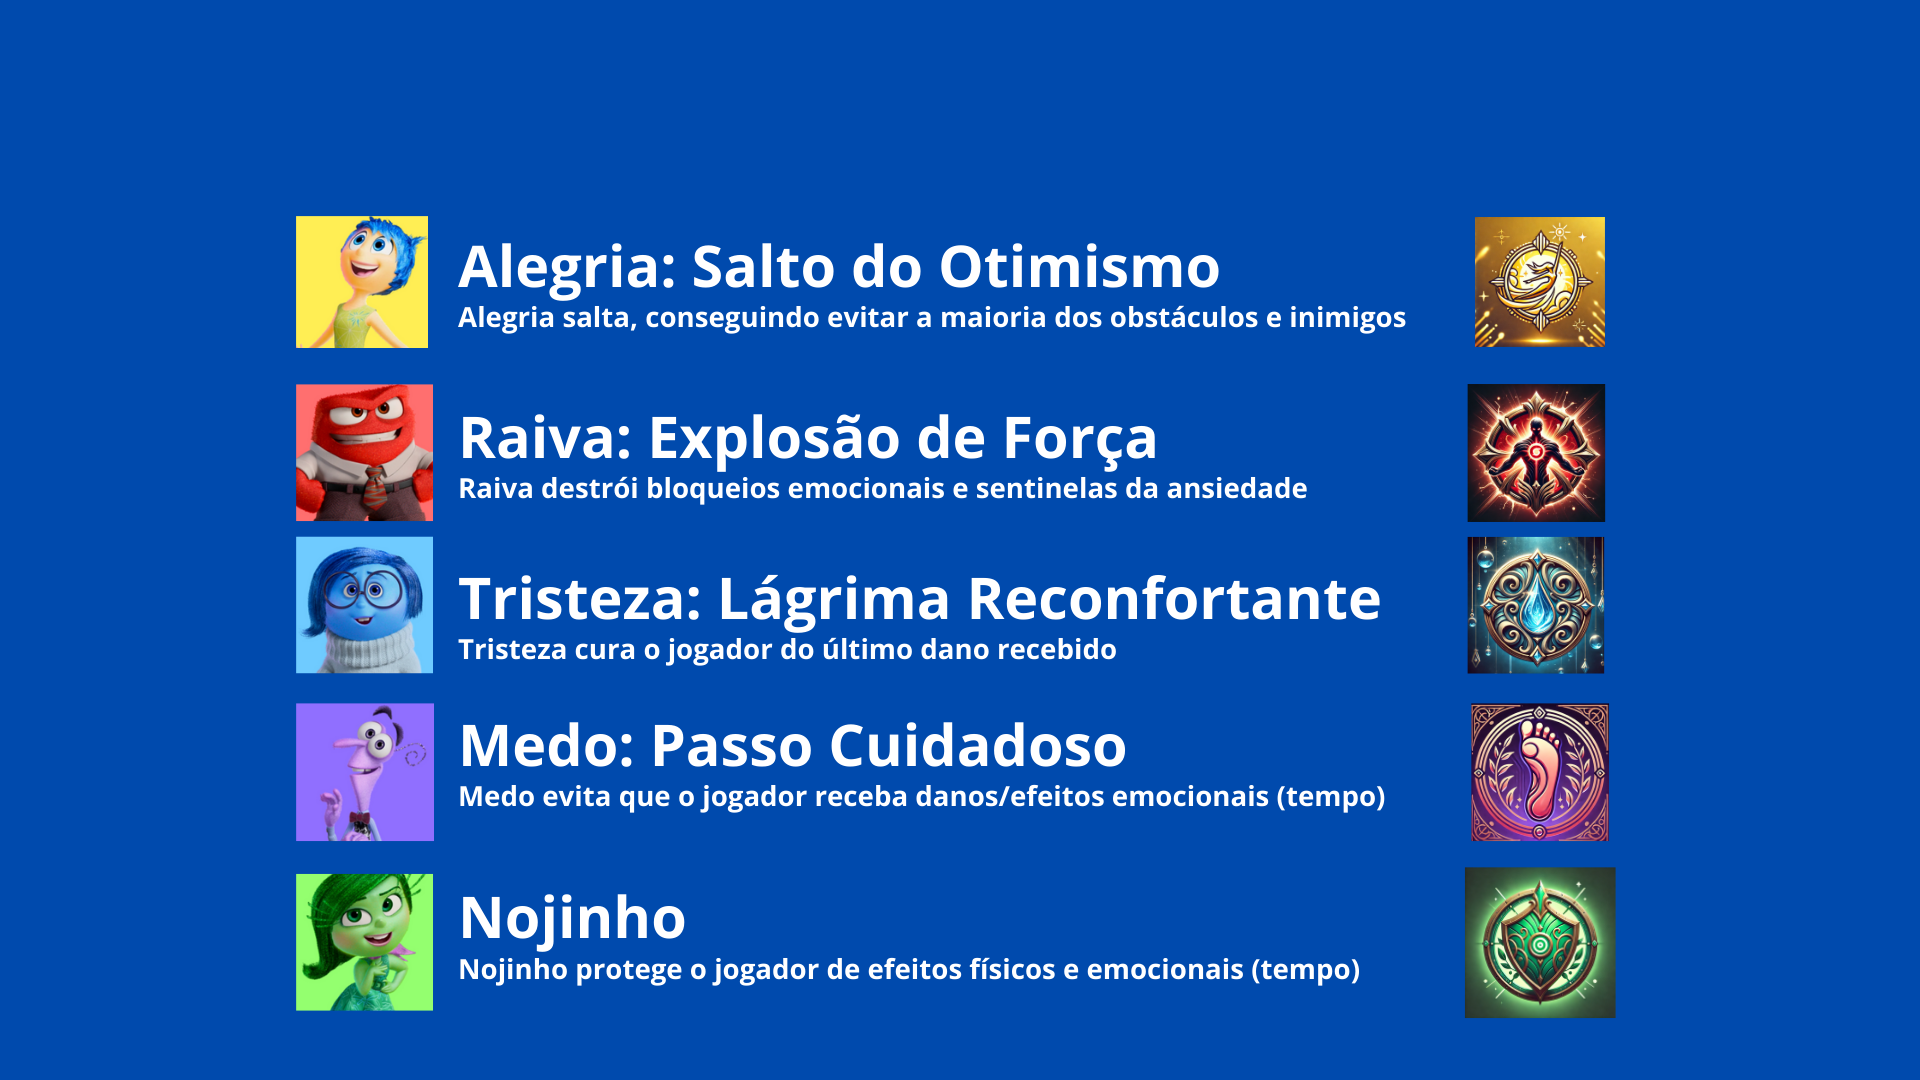 Alegria: Salto do Otimismo
Alegria salta, conseguindo evitar a maioria dos obstáculos e inimigos
Raiva: Explosão de Força
Raiva destrói bloqueios emocionais e sentinelas da ansiedade
Tristeza: Lágrima Reconfortante
Tristeza cura o jogador do último dano recebido
Medo: Passo Cuidadoso
Medo evita que o jogador receba danos/efeitos emocionais (tempo)
Nojinho
Nojinho protege o jogador de efeitos físicos e emocionais (tempo)